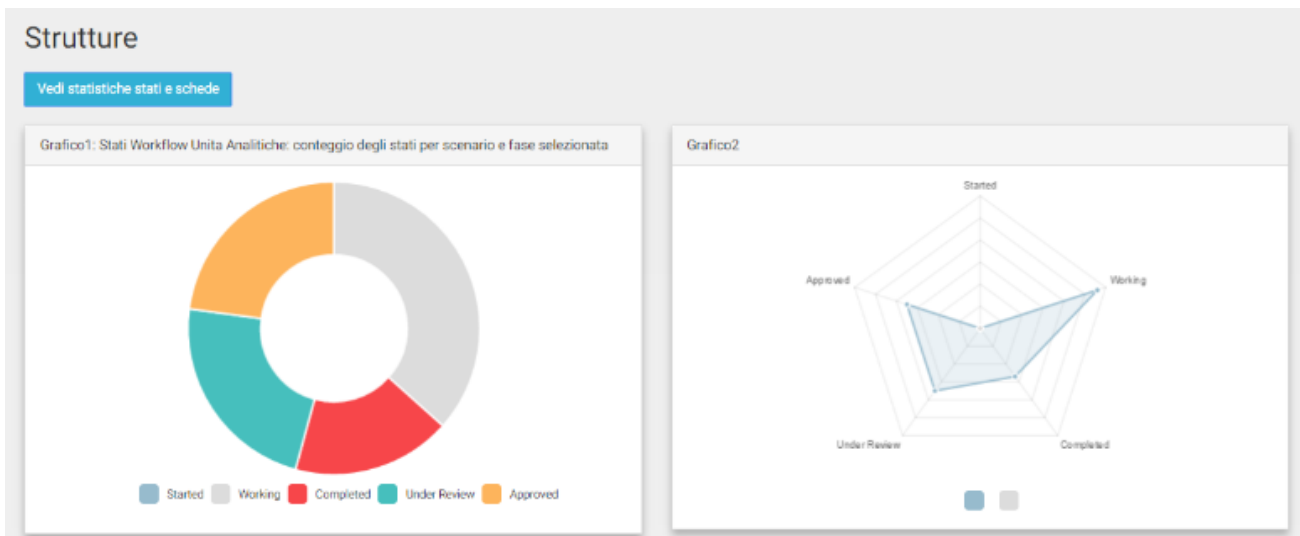 Strutture
Vedi statistiche stati e schede
Grafico1: Stati Workflow Unita Analitiche: conteggio degli stati per scenario e fase selezionata
Started Working Completed Under Review Approved
Grafico2
Started
Approved Working
Under Review Completed